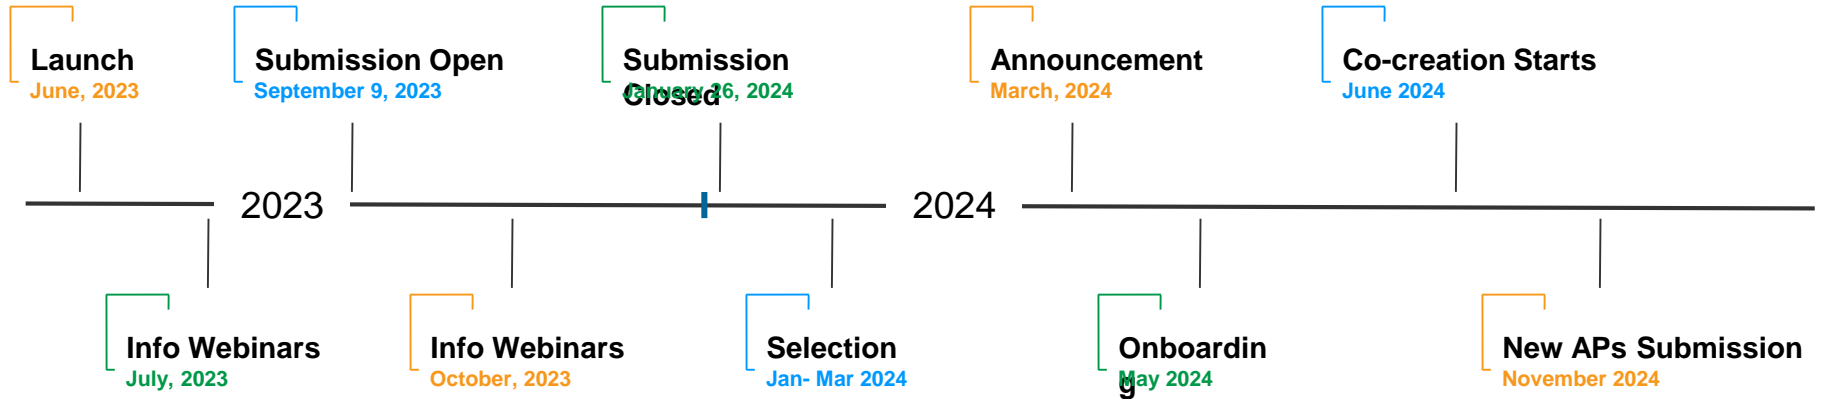 Launch
June, 2023
Submission Open
September 9, 2023
Submission
Closed
January 26, 2024
Announcement
March, 2024
Co-creation Starts
June 2024
2023
2024
Info Webinars
July, 2023
Info Webinars
October, 2023
Selection
Jan- Mar 2024
Onboardin
g
May 2024
New APs Submission
November 2024